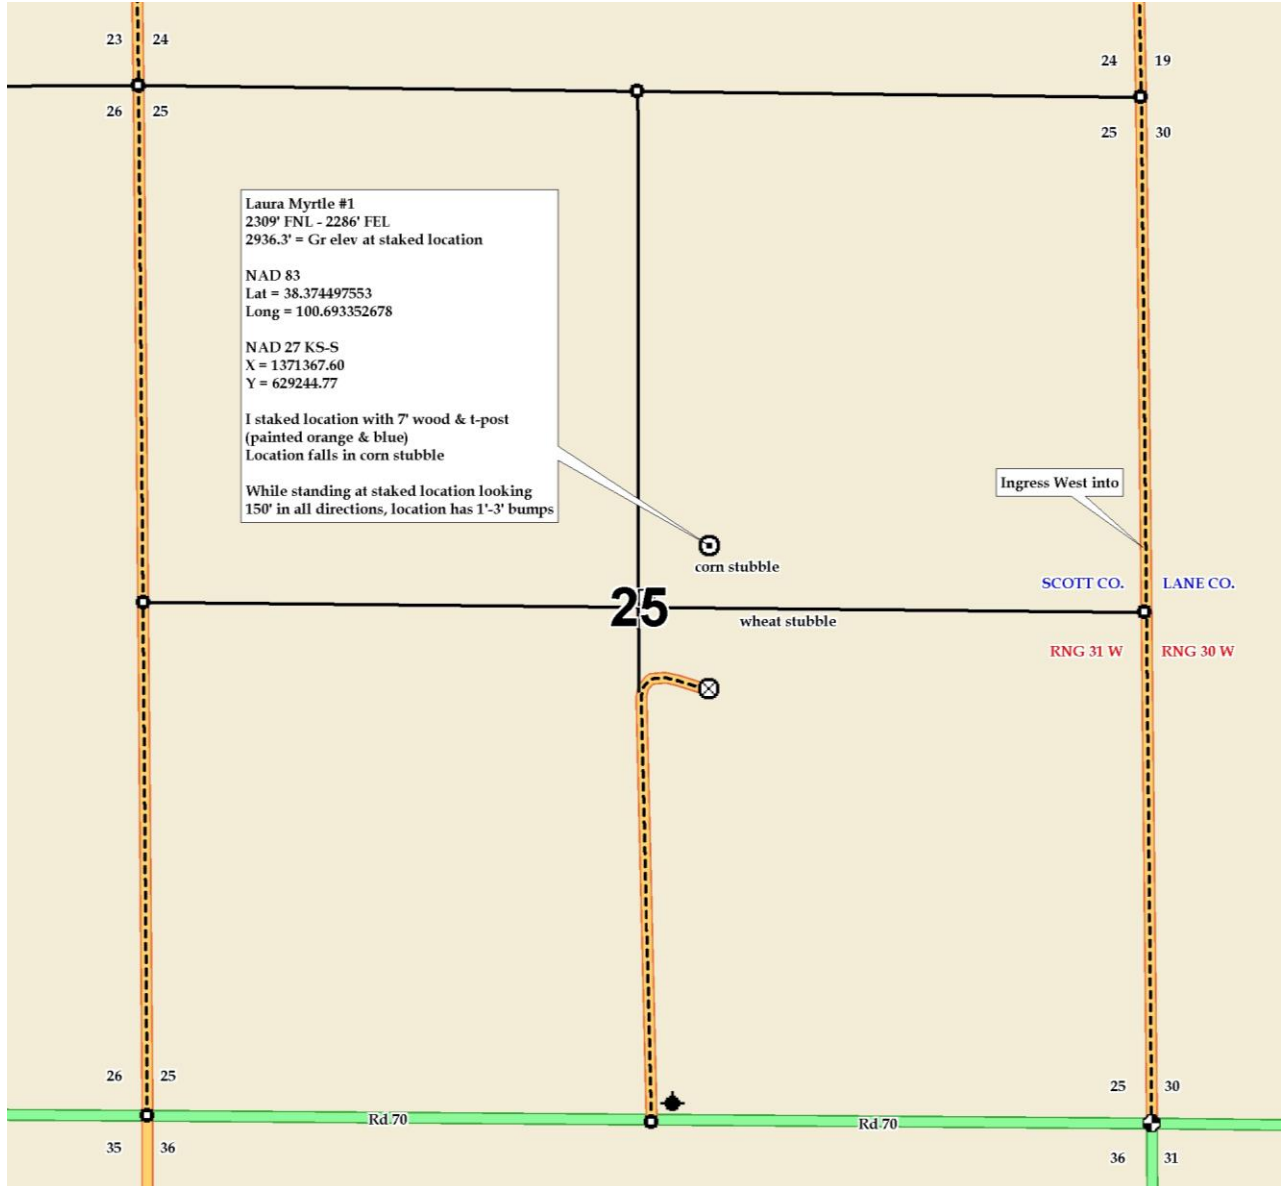 23 24
24 19
26 25
25 30
Laura Myrtle #1
2309' FNL - 2286' FEL
2936.3' = Gr elev at staked location
NAD 83
Lat = 38.374497553
Long = 100.693352678
NAD 27 KS-S
X = 1371367.60
Y = 629244.77
I staked location with 7' wood & t-post
(painted orange & blue)
Location falls in corn stubble
While standing at staked location looking
150' in all directions, location has 1'-3' bumps
Ingress West into
corn stubble
SCOTT CO. LANE CO.
25
wheat stubble
RNG 31 W RNG 30 W
26 25
25 30
Rd 70
Rd 70
35 36
36 31